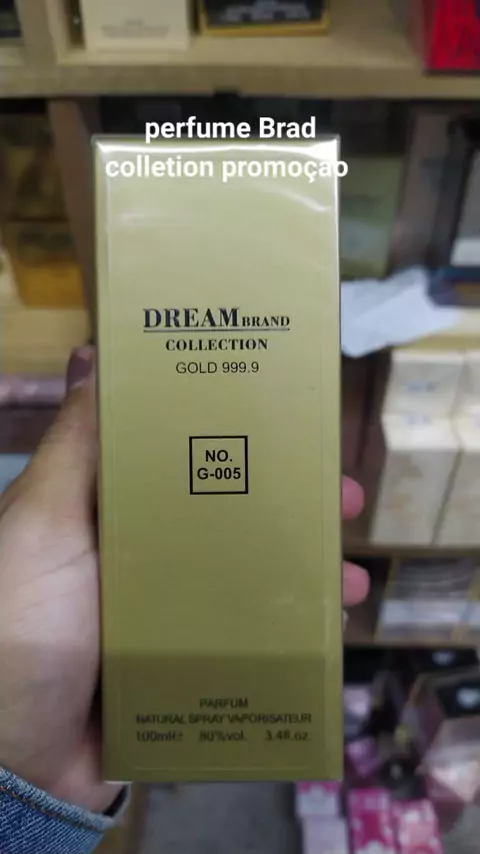 perfume Brad
colletion promoção
DREAM BRAND
COLLECTION
GOLD 999.9
NO.
G-005
PARFUM
NATURAL SPRAY VAPORISATEUR
100ml℮ 80%vol. 3.4fl.oz.